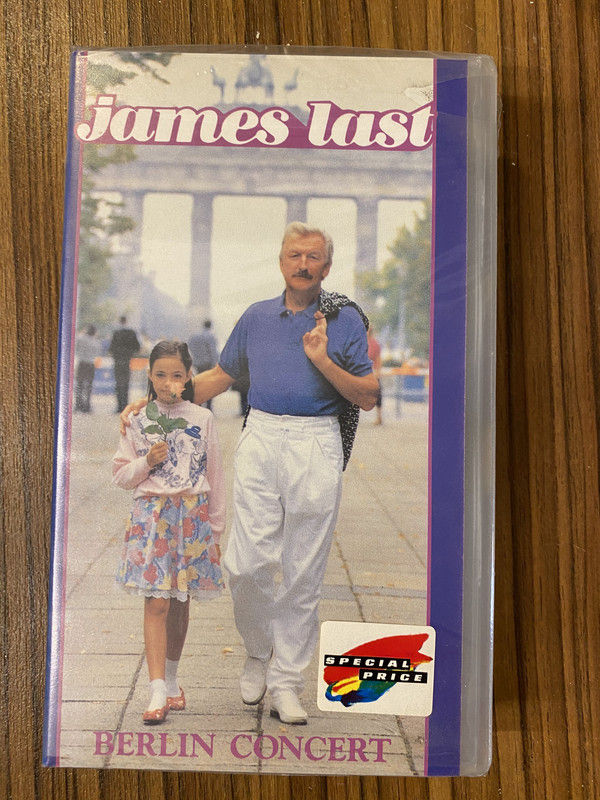 james last
SPECIAL
PRICE
BERLIN CONCERT